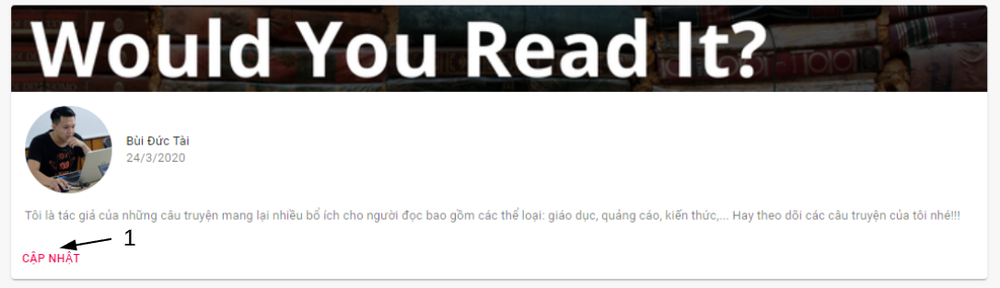 Would You Read It?
Bùi Đức Tài
24/3/2020
Tôi là tác giả của những câu truyện mang lại nhiều bổ ích cho người đọc bao gồm các thể loại: giáo dục, quảng cáo, kiến thức,... Hay theo dõi các câu truyện của tôi nhé!!!
1
CẬP NHẬT